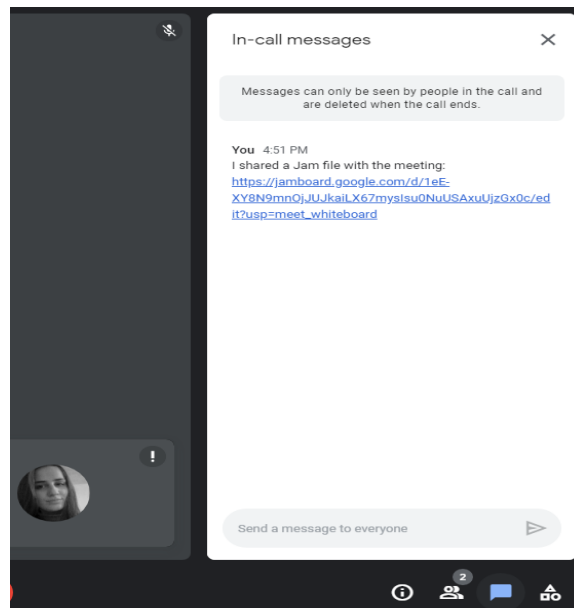 In-call messages
Messages can only be seen by people in the call and
are deleted when the call ends.
You 4:51 PM
I shared a Jam file with the meeting:
https://jamboard.google.com/d/1eE-
XY8N9mnOjJUJkaiLX67mysIsu0NuUSAxuUjzGx0c/ed
it?usp=meet_whiteboard
!
Send a message to everyone
2